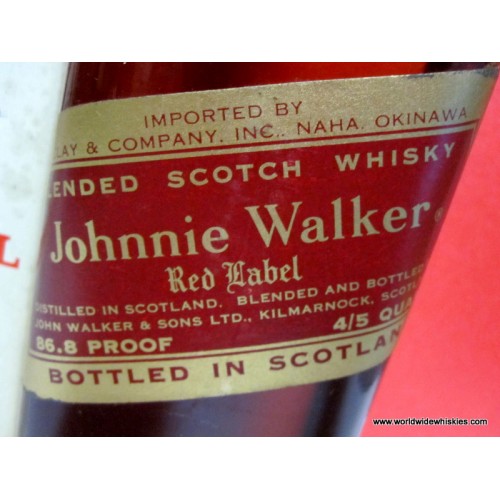 IMPORTED BY
LAY & COMPANY, INC., NAHA, OKINAWA
LENDED SCOTCH WHISKY
Johnnie Walker®
Red Label
DISTILLED IN SCOTLAND. BLENDED AND BOTTLED
JOHN WALKER & SONS LTD., KILMARNOCK, SCOT
86.8 PROOF 4/5 QUA
BOTTLED IN SCOTLAN
L
www.worldwidewhiskies.com